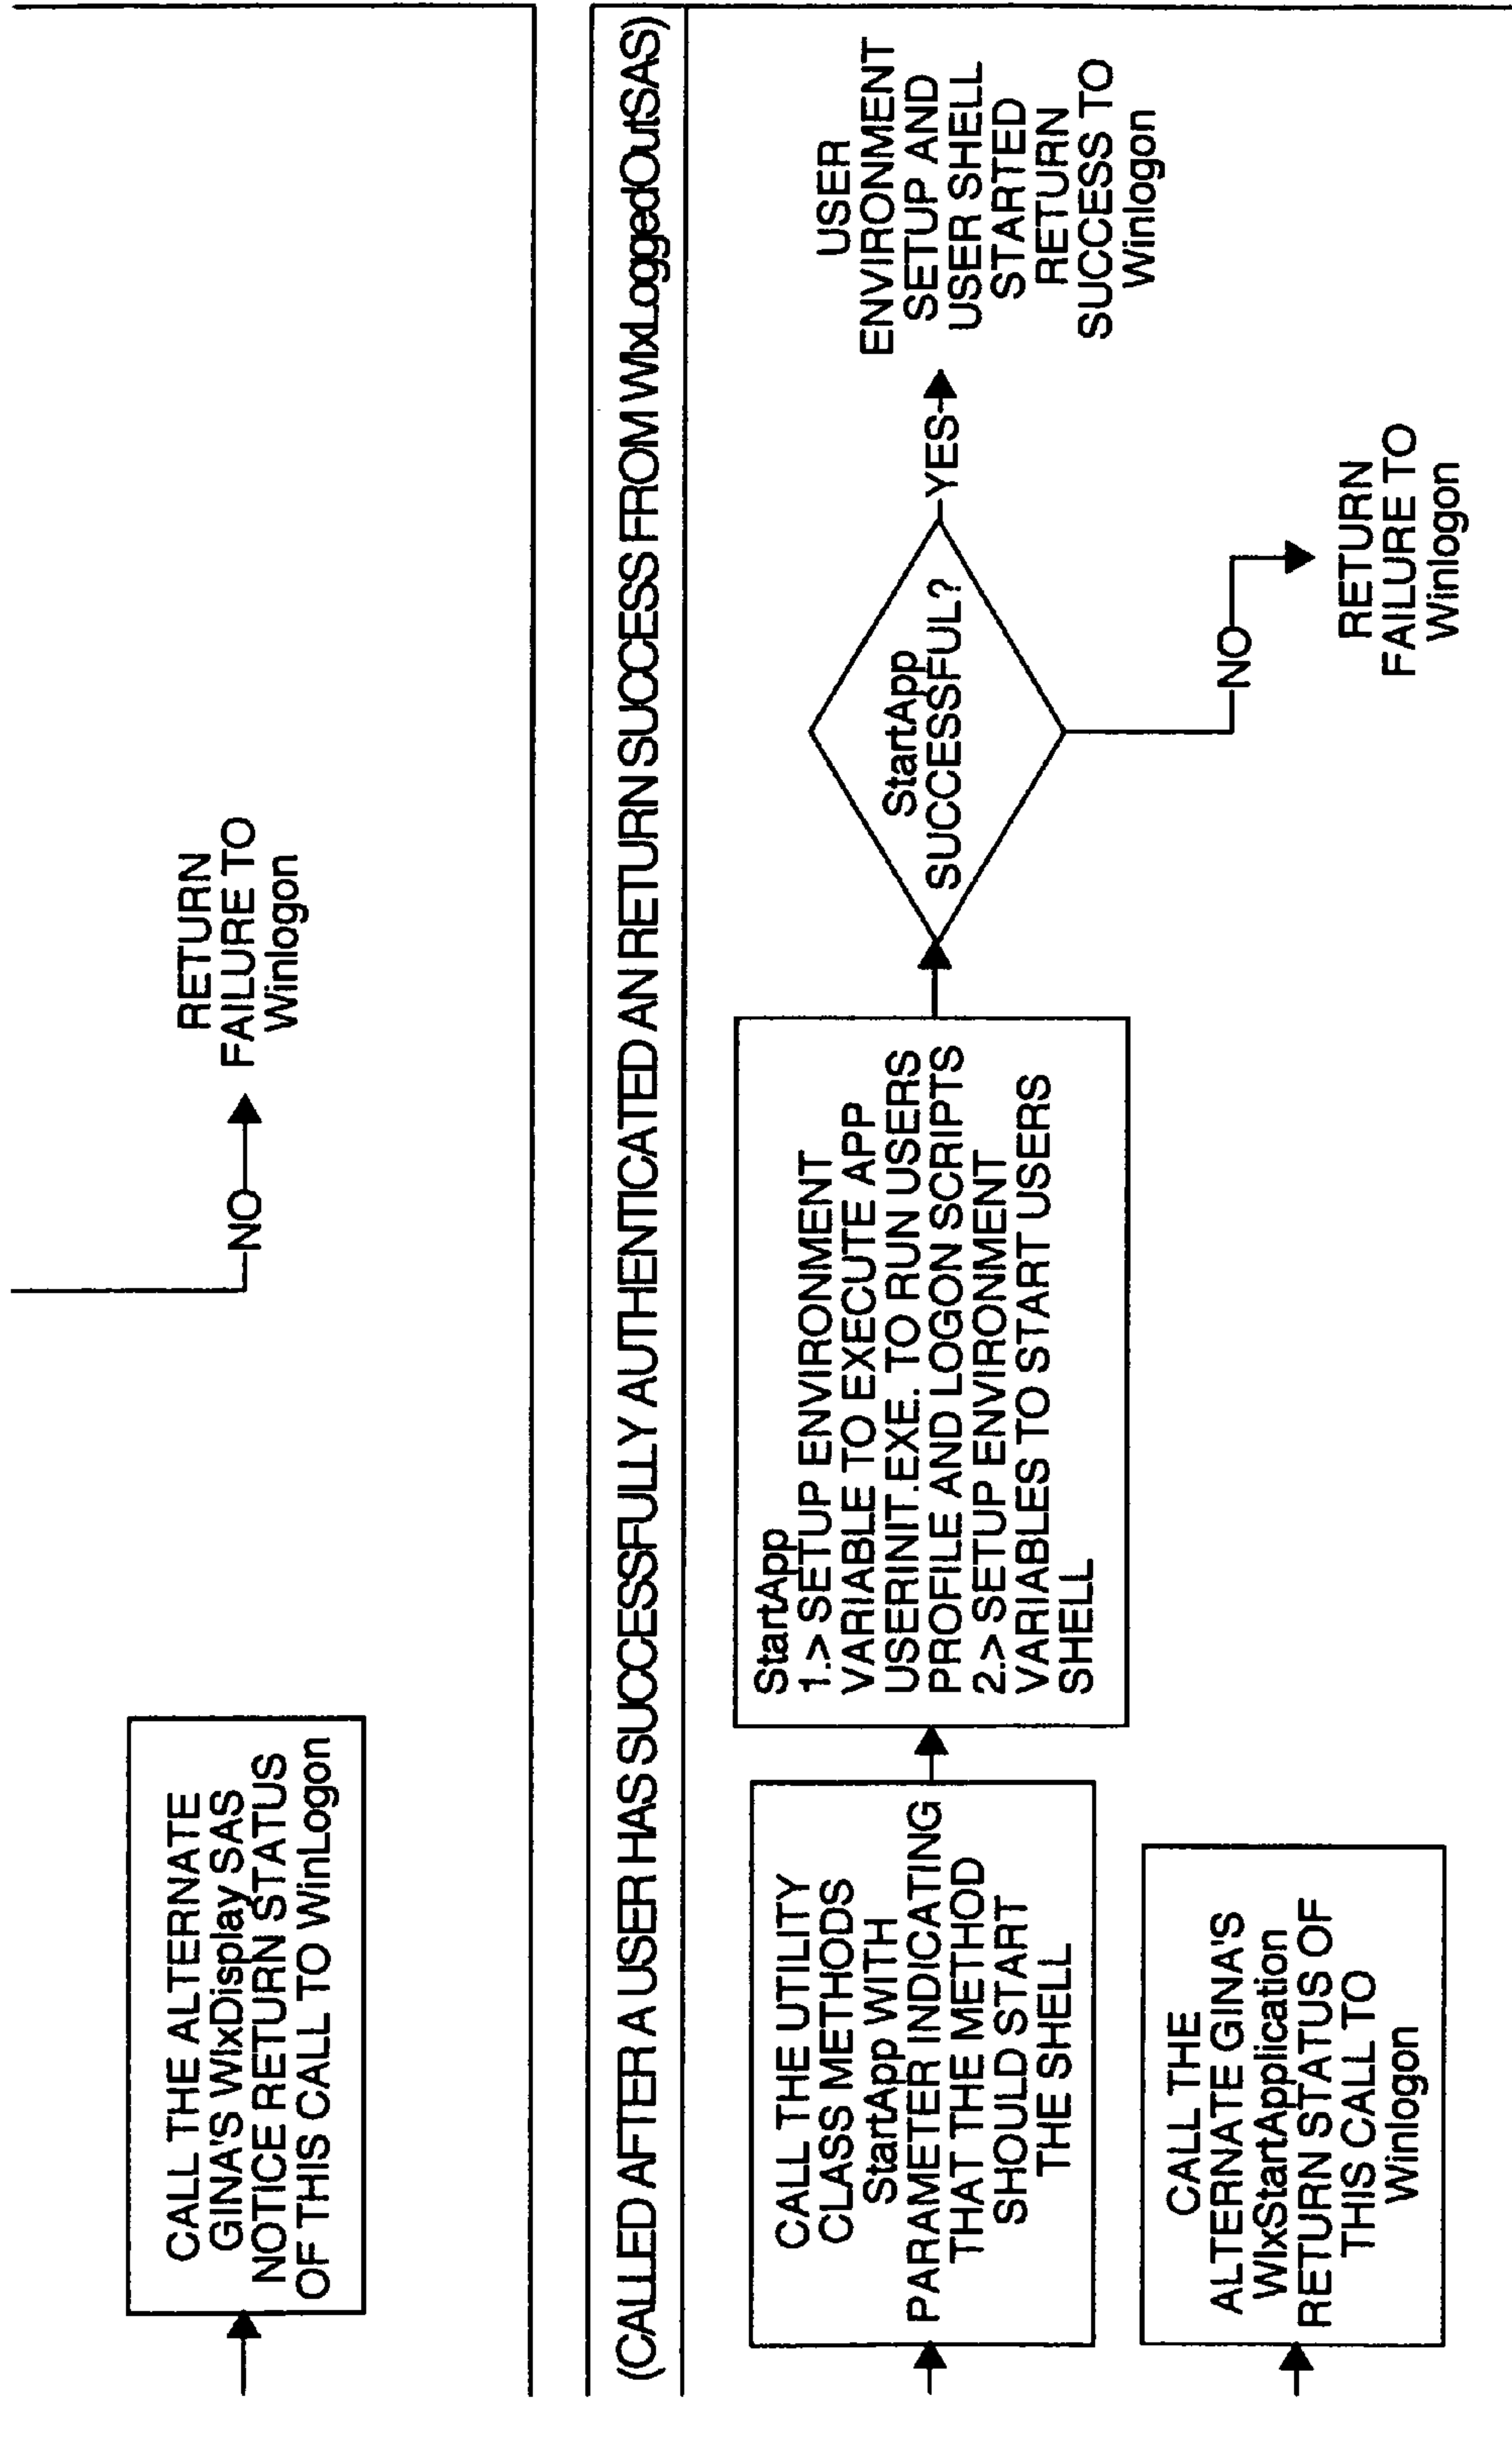 CALL THE ALTERNATE
GINA'S WlxDisplay SAS
NOTICE RETURN STATUS
OF THIS CALL TO WinLogon
NO
RETURN
FAILURE TO
Winlogon
(CALLED AFTER A USER HAS SUCCESSFULLY AUTHENTICATED AN RETURN SUCCESS FROM WlxLoggedOutSAS)
CALL THE UTILITY
CLASS METHODS
StartApp WITH
PARAMETER INDICATING
THAT THE METHOD
SHOULD START
THE SHELL
StartApp
1.> SETUP ENVIRONMENT
VARIABLE TO EXECUTE APP
USERINIT.EXE. TO RUN USERS
PROFILE AND LOGON SCRIPTS
2.> SETUP ENVIRONMENT
VARIABLES TO START USERS
SHELL
StartApp
SUCCESSFUL?
YES
USER
ENVIRONMENT
SETUP AND
USER SHELL
STARTED
RETURN
SUCCESS TO
Winlogon
NO
RETURN
FAILURE TO
Winlogon
CALL THE
ALTERNATE GINA'S
WlxStartApplication
RETURN STATUS OF
THIS CALL TO
Winlogon